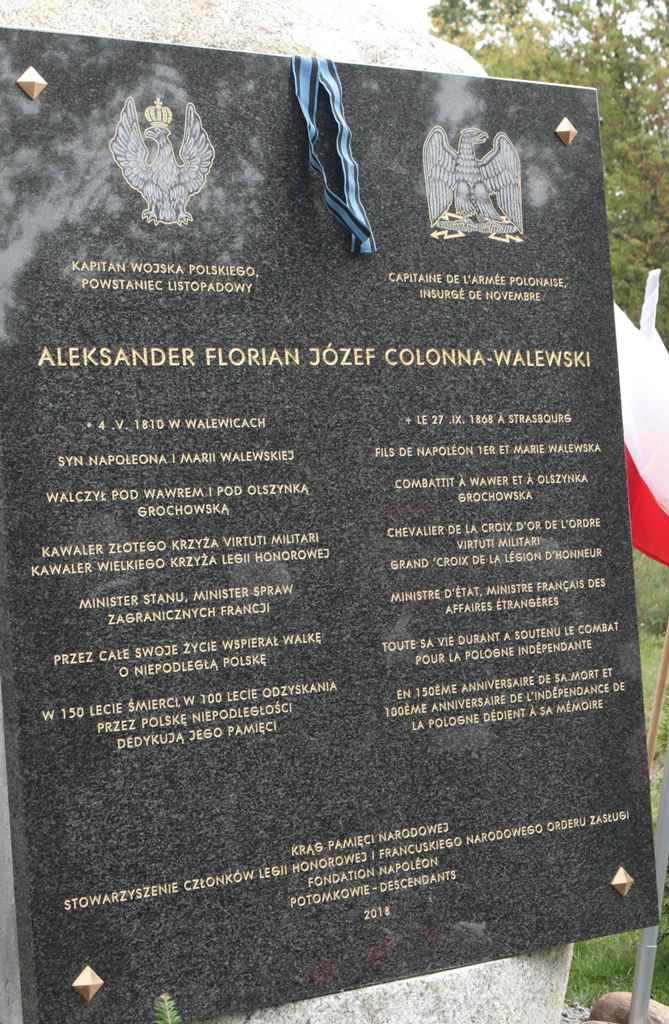 KAPITAN WOJSKA POLSKIEGO,
POWSTANIEC LISTOPADOWY
CAPITAINE DE L'ARMÉE POLONAISE,
INSURGÉ DE NOVEMBRE
ALEKSANDER FLORIAN JÓZEF COLONNA-WALEWSKI
* 4 .V. 1810 W WALEWICACH
SYN NAPOLEONA I MARII WALEWSKIEJ
WALCZYŁ POD WAWREM I POD OLSZYNKĄ
GROCHOWSKĄ
KAWALER ZŁOTEGO KRZYŻA VIRTUTI MILITARI
KAWALER WIELKIEGO KRZYŻA LEGII HONOROWEJ
MINISTER STANU, MINISTER SPRAW
ZAGRANICZNYCH FRANCJI
PRZEZ CAŁE SWOJE ŻYCIE WSPIERAŁ WALKĘ
O NIEPODLEGŁĄ POLSKĘ
W 150 LECIE ŚMIERCI, W 100 LECIE ODZYSKANIA
PRZEZ POLSKĘ NIEPODLEGŁOŚCI
DEDYKUJĄ JEGO PAMIĘCI
+ LE 27 .IX. 1868 À STRASBOURG
FILS DE NAPOLÉON 1ER ET MARIE WALEWSKA
COMBATTIT À WAWER ET À OLSZYNKA
GROCHOWSKA
CHEVALIER DE LA CROIX D'OR DE L'ORDRE
VIRTUTI MILITARI
GRAND 'CROIX DE LA LÉGION D'HONNEUR
MINISTRE D'ÉTAT, MINISTRE FRANÇAIS DES
AFFAIRES ÉTRANGÈRES
TOUTE SA VIE DURANT A SOUTENU LE COMBAT
POUR LA POLOGNE INDÉPENDANTE
EN 150ÈME ANNIVERSAIRE DE SA MORT ET
100ÈME ANNIVERSAIRE DE L'INDÉPENDANCE DE
LA POLOGNE DÉDIENT À SA MÉMOIRE
KRĄG PAMIĘCI NARODOWEJ
STOWARZYSZENIE CZŁONKÓW LEGII HONOROWEJ I FRANCUSKIEGO NARODOWEGO ORDERU ZASŁUGI
FONDATION NAPOLÉON
POTOMKOWIE - DESCENDANTS
2018